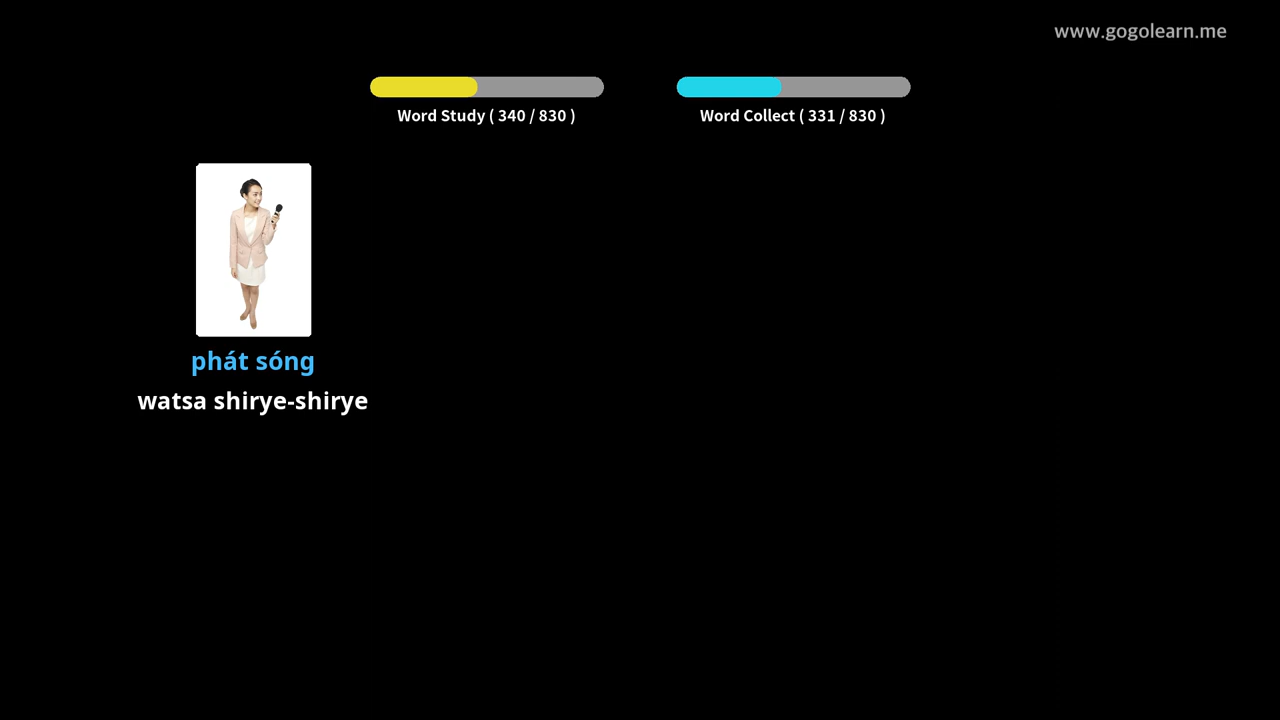 www.gogolearn.me
Word Study ( 340 / 830 )
Word Collect ( 331 / 830 )
phát sóng
watsa shirye-shirye